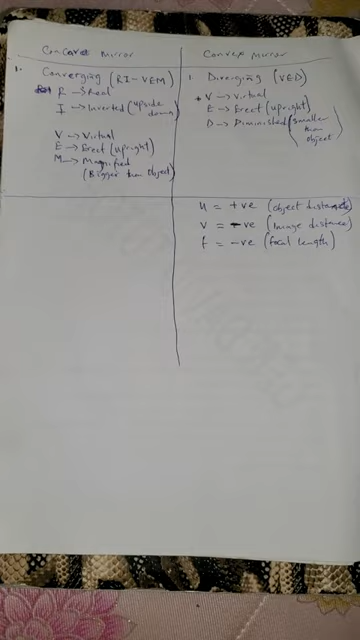 Concave Mirror
1. Converging (RI-VEM)
R → Real
I → Inverted (upside down)
V → Virtual
E → Erect (upright)
M → Magnified
(Bigger than object)
Convex mirror
1. Diverging (VED)
V → Virtual
E → Erect (upright)
D → Diminished (smaller than object)
u = +ve (object distance)
v = -ve (Image distance)
f = -ve (focal length)